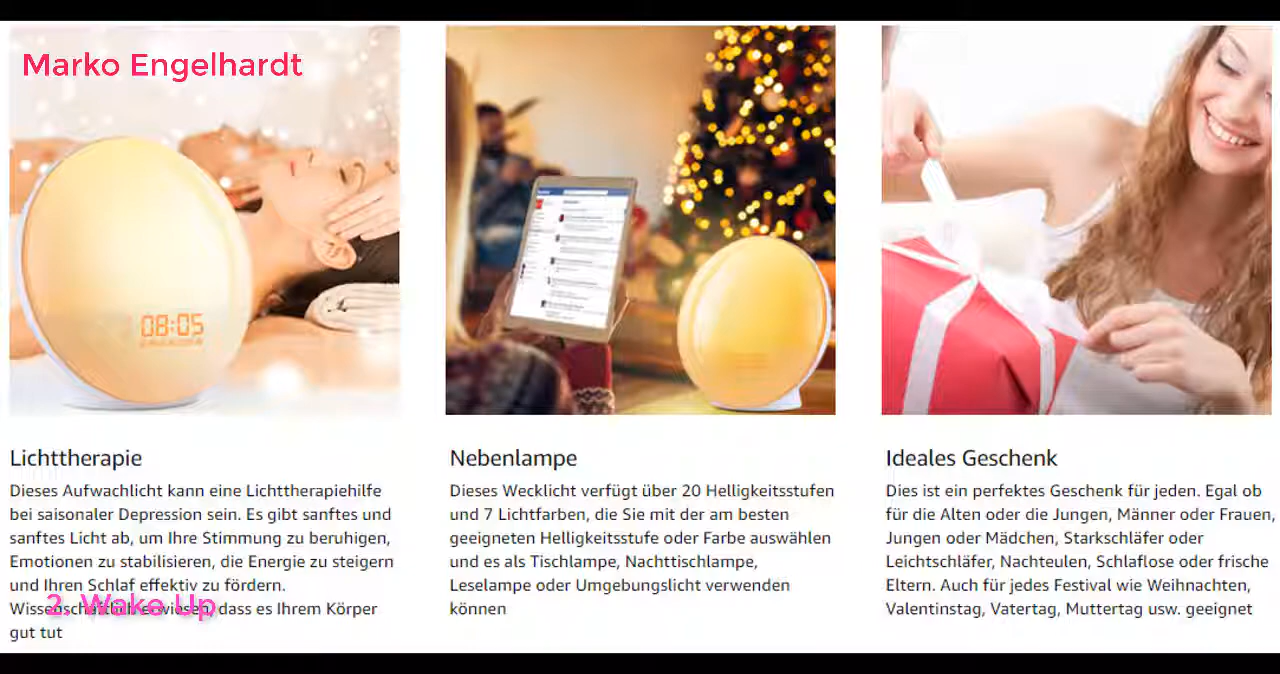 Marko Engelhardt
08:05
Lichttherapie
Dieses Aufwachlicht kann eine Lichttherapiehilfe
bei saisonaler Depression sein. Es gibt sanftes und
sanftes Licht ab, um Ihre Stimmung zu beruhigen,
Emotionen zu stabilisieren, die Energie zu steigern
und Ihren Schlaf effektiv zu fördern.
Wissenschaftlich erwiesen, dass es Ihrem Körper
gut tut
2. Wake Up
Nebenlampe
Dieses Wecklicht verfügt über 20 Helligkeitsstufen
und 7 Lichtfarben, die Sie mit der am besten
geeigneten Helligkeitsstufe oder Farbe auswählen
und es als Tischlampe, Nachttischlampe,
Leselampe oder Umgebungslicht verwenden
können
Ideales Geschenk
Dies ist ein perfektes Geschenk für jeden. Egal ob
für die Alten oder die Jungen, Männer oder Frauen,
Jungen oder Mädchen, Starkschläfer oder
Leichtschläfer, Nachteulen, Schlaflose oder frische
Eltern. Auch für jedes Festival wie Weihnachten,
Valentinstag, Vatertag, Muttertag usw. geeignet